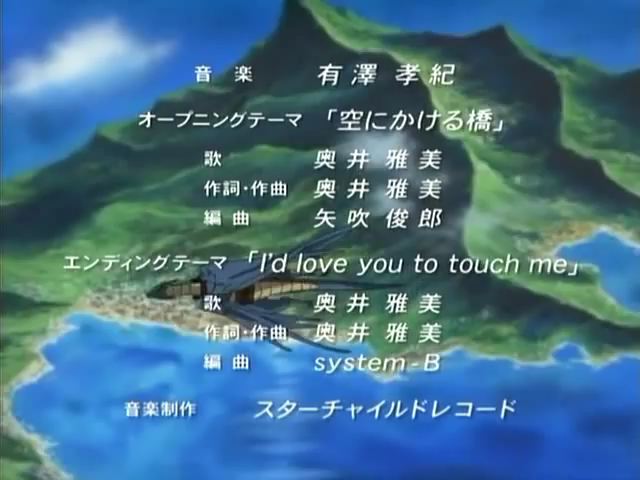 音楽 有澤孝紀
オープニングテーマ 「空にかける橋」
歌 奥井雅美
作詞・作曲 奥井雅美
編曲 矢吹俊郎
エンディングテーマ 「I'd love you to touch me」
歌 奥井雅美
作詞・作曲 奥井雅美
編曲 system-B
音楽制作 スターチャイルドレコード